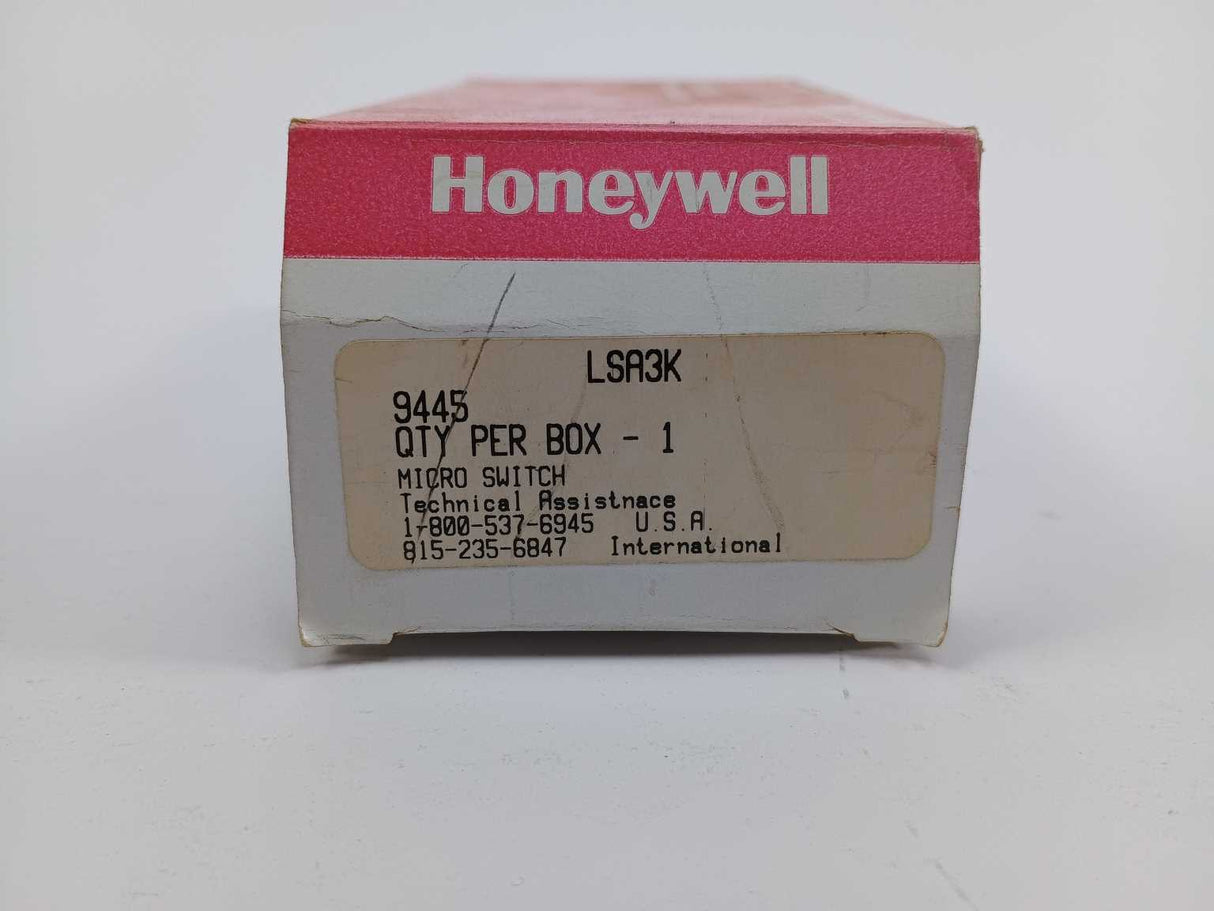 Honeywell
LSA3K
9445
QTY PER BOX - 1
MICRO SWITCH
Technical Assistnace
1-800-537-6945 U.S.A.
815-235-6847 International